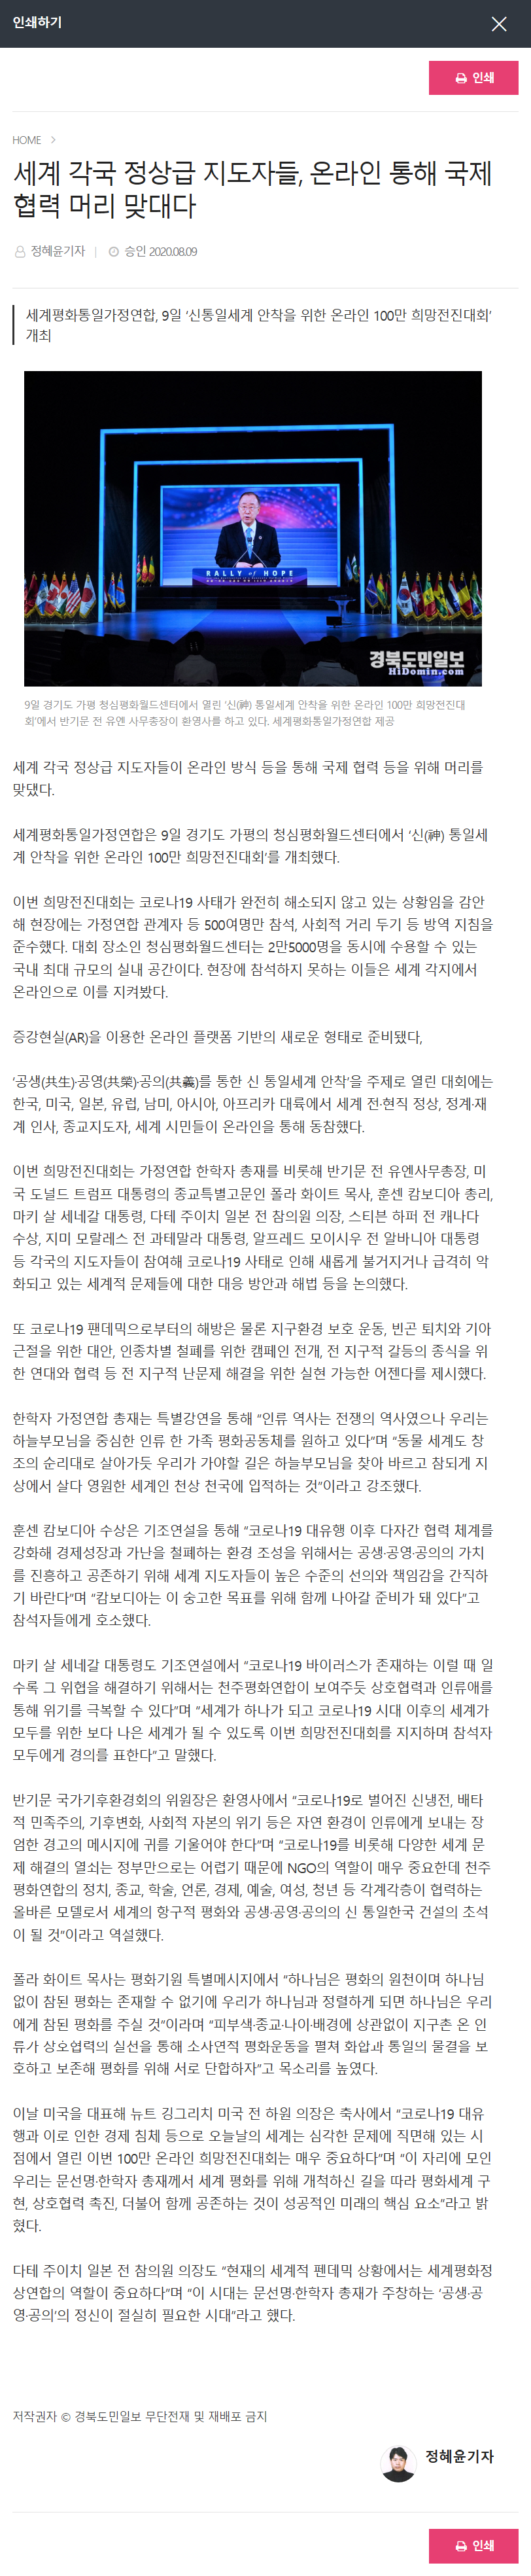 인쇄하기
인쇄
HOME >
세계 각국 정상급 지도자들, 온라인 통해 국제
협력 머리 맞대다
정혜윤기자 | 승인 2020.08.09
세계평화통일가정연합, 9일 ‘신통일세계 안착을 위한 온라인 100만 희망전진대회’
개최
RALLY of HOPE
경북도민일보
HiDomin.com
9일 경기도 가평 청심평화월드센터에서 열린 ‘신(神) 통일세계 안착을 위한 온라인 100만 희망전진대
회’에서 반기문 전 유엔 사무총장이 환영사를 하고 있다. 세계평화통일가정연합 제공
세계 각국 정상급 지도자들이 온라인 방식 등을 통해 국제 협력 등을 위해 머리를
맞댔다.
세계평화통일가정연합은 9일 경기도 가평의 청심평화월드센터에서 ‘신(神) 통일세
계 안착을 위한 온라인 100만 희망전진대회’를 개최했다.
이번 희망전진대회는 코로나19 사태가 완전히 해소되지 않고 있는 상황임을 감안
해 현장에는 가정연합 관계자 등 500여명만 참석, 사회적 거리 두기 등 방역 지침을
준수했다. 대회 장소인 청심평화월드센터는 2만5000명을 동시에 수용할 수 있는
국내 최대 규모의 실내 공간이다. 현장에 참석하지 못하는 이들은 세계 각지에서
온라인으로 이를 지켜봤다.
증강현실(AR)을 이용한 온라인 플랫폼 기반의 새로운 형태로 준비됐다,
‘공생(共生)·공영(共榮)·공의(共義)를 통한 신 통일세계 안착’을 주제로 열린 대회에는
한국, 미국, 일본, 유럽, 남미, 아시아, 아프리카 대륙에서 세계 전·현직 정상, 정계·재
계 인사, 종교지도자, 세계 시민들이 온라인을 통해 동참했다.
이번 희망전진대회는 가정연합 한학자 총재를 비롯해 반기문 전 유엔사무총장, 미
국 도널드 트럼프 대통령의 종교특별고문인 폴라 화이트 목사, 훈센 캄보디아 총리,
마키 살 세네갈 대통령, 다테 주이치 일본 전 참의원 의장, 스티븐 하퍼 전 캐나다
수상, 지미 모랄레스 전 과테말라 대통령, 알프레드 모이시우 전 알바니아 대통령
등 각국의 지도자들이 참여해 코로나19 사태로 인해 새롭게 불거지거나 급격히 악
화되고 있는 세계적 문제들에 대한 대응 방안과 해법 등을 논의했다.
또 코로나19 팬데믹으로부터의 해방은 물론 지구환경 보호 운동, 빈곤 퇴치와 기아
근절을 위한 대안, 인종차별 철폐를 위한 캠페인 전개, 전 지구적 갈등의 종식을 위
한 연대와 협력 등 전 지구적 난문제 해결을 위한 실현 가능한 어젠다를 제시했다.
한학자 가정연합 총재는 특별강연을 통해 “인류 역사는 전쟁의 역사였으나 우리는
하늘부모님을 중심한 인류 한 가족 평화공동체를 원하고 있다”며 “동물 세계도 창
조의 순리대로 살아가듯 우리가 가야할 길은 하늘부모님을 찾아 바르고 참되게 지
상에서 살다 영원한 세계인 천상 천국에 입적하는 것”이라고 강조했다.
훈센 캄보디아 수상은 기조연설을 통해 “코로나19 대유행 이후 다자간 협력 체계를
강화해 경제성장과 가난을 철폐하는 환경 조성을 위해서는 공생·공영·공의의 가치
를 진흥하고 공존하기 위해 세계 지도자들이 높은 수준의 선의와 책임감을 간직하
기 바란다”며 “캄보디아는 이 숭고한 목표를 위해 함께 나아갈 준비가 돼 있다”고
참석자들에게 호소했다.
마키 살 세네갈 대통령도 기조연설에서 “코로나19 바이러스가 존재하는 이럴 때 일
수록 그 위협을 해결하기 위해서는 천주평화연합이 보여주듯 상호협력과 인류애를
통해 위기를 극복할 수 있다”며 “세계가 하나가 되고 코로나19 시대 이후의 세계가
모두를 위한 보다 나은 세계가 될 수 있도록 이번 희망전진대회를 지지하며 참석자
모두에게 경의를 표한다”고 말했다.
반기문 국가기후환경회의 위원장은 환영사에서 “코로나19로 벌어진 신냉전, 배타
적 민족주의, 기후변화, 사회적 자본의 위기 등은 자연 환경이 인류에게 보내는 장
엄한 경고의 메시지에 귀를 기울어야 한다”며 “코로나19를 비롯해 다양한 세계 문
제 해결의 열쇠는 정부만으로는 어렵기 때문에 NGO의 역할이 매우 중요한데 천주
평화연합의 정치, 종교, 학술, 언론, 경제, 예술, 여성, 청년 등 각계각층이 협력하는
올바른 모델로서 세계의 항구적 평화와 공생·공영·공의의 신 통일한국 건설의 초석
이 될 것”이라고 역설했다.
폴라 화이트 목사는 평화기원 특별메시지에서 “하나님은 평화의 원천이며 하나님
없이 참된 평화는 존재할 수 없기에 우리가 하나님과 정렬하게 되면 하나님은 우리
에게 참된 평화를 주실 것”이라며 “피부색·종교·나이·배경에 상관없이 지구촌 온 인
류가 상호협력의 실선을 통해 소사연적 평화운동을 펼쳐 화합과 통일의 물결을 보
호하고 보존해 평화를 위해 서로 단합하자”고 목소리를 높였다.
이날 미국을 대표해 뉴트 깅그리치 미국 전 하원 의장은 축사에서 “코로나19 대유
행과 이로 인한 경제 침체 등으로 오늘날의 세계는 심각한 문제에 직면해 있는 시
점에서 열린 이번 100만 온라인 희망전진대회는 매우 중요하다”며 “이 자리에 모인
우리는 문선명·한학자 총재께서 세계 평화를 위해 개척하신 길을 따라 평화세계 구
현, 상호협력 촉진, 더불어 함께 공존하는 것이 성공적인 미래의 핵심 요소”라고 밝
혔다.
다테 주이치 일본 전 참의원 의장도 “현재의 세계적 펜데믹 상황에서는 세계평화정
상연합의 역할이 중요하다”며 “이 시대는 문선명·한학자 총재가 주창하는 ‘공생·공
영·공의’의 정신이 절실히 필요한 시대”라고 했다.
저작권자 © 경북도민일보 무단전재 및 재배포 금지
정혜윤기자
인쇄